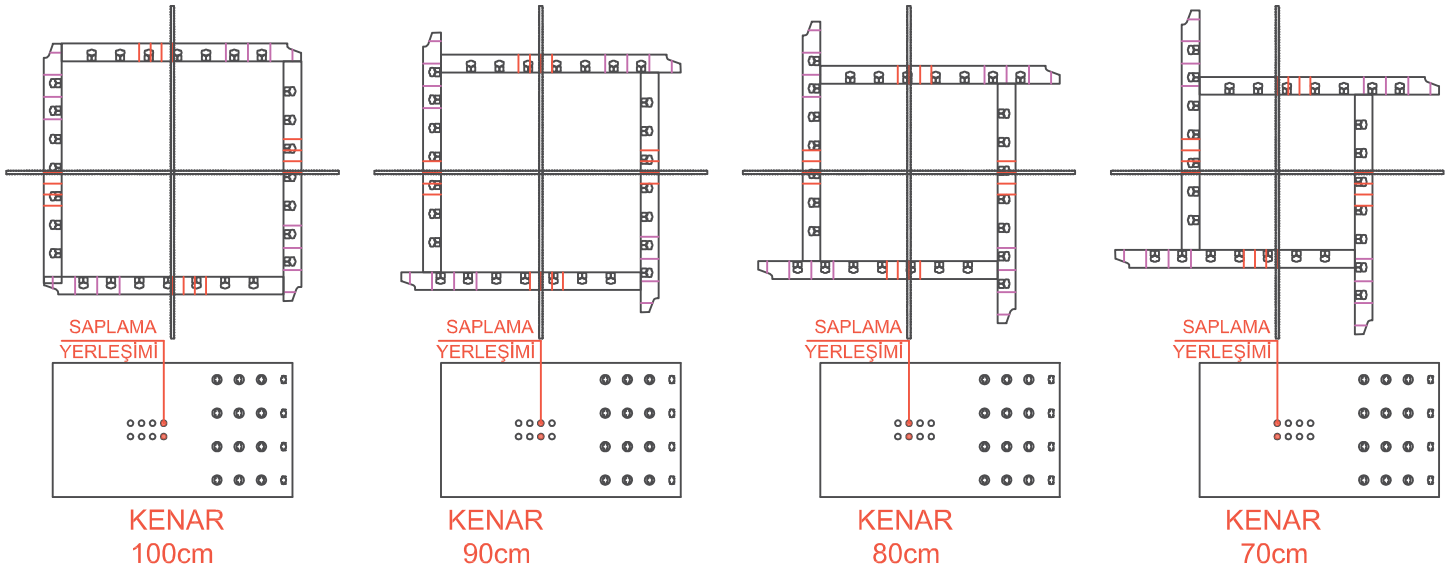 SAPLAMA
YERLEŞİMİ
KENAR
100cm
SAPLAMA
YERLEŞİMİ
KENAR
90cm
SAPLAMA
YERLEŞİMİ
KENAR
80cm
SAPLAMA
YERLEŞİMİ
KENAR
70cm